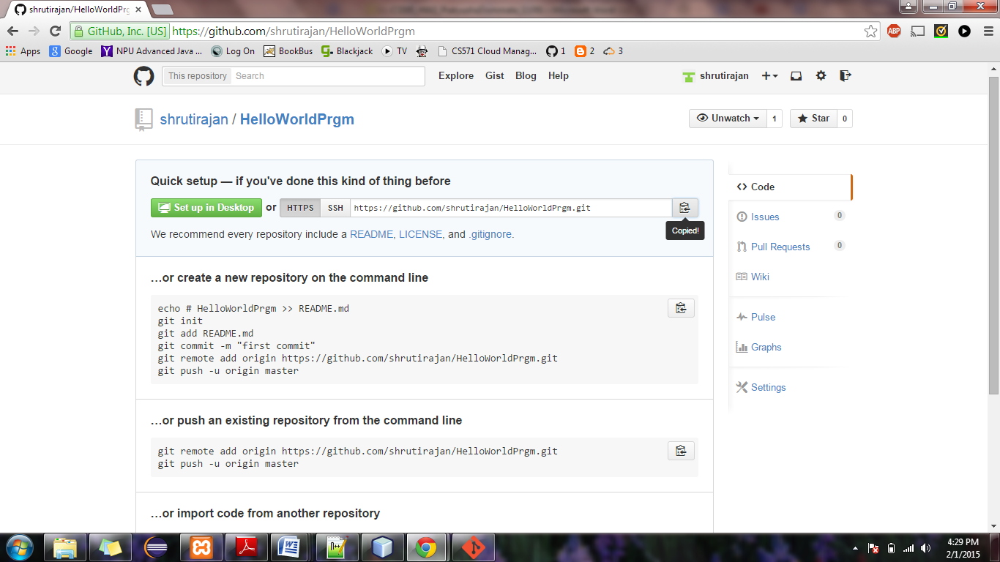 shrutirajan/HelloWorldPrg
GitHub, Inc. [US] https://github.com/shrutirajan/HelloWorldPrgm
ABP
Apps Google NPU Advanced Java ... Log On BookBus Blackjack TV CS571 Cloud Manag... 1 2 3
This repository Search Explore Gist Blog Help shrutirajan
shrutirajan / HelloWorldPrgm Unwatch 1 Star 0
Quick setup — if you've done this kind of thing before
Set up in Desktop or HTTPS SSH https://github.com/shrutirajan/HelloWorldPrgm.git
Copied!
We recommend every repository include a README, LICENSE, and .gitignore.
…or create a new repository on the command line
echo # HelloWorldPrgm >> README.md
git init
git add README.md
git commit -m "first commit"
git remote add origin https://github.com/shrutirajan/HelloWorldPrgm.git
git push -u origin master
…or push an existing repository from the command line
git remote add origin https://github.com/shrutirajan/HelloWorldPrgm.git
git push -u origin master
…or import code from another repository
Code
Issues 0
Pull Requests 0
Wiki
Pulse
Graphs
Settings
4:29 PM
2/1/2015